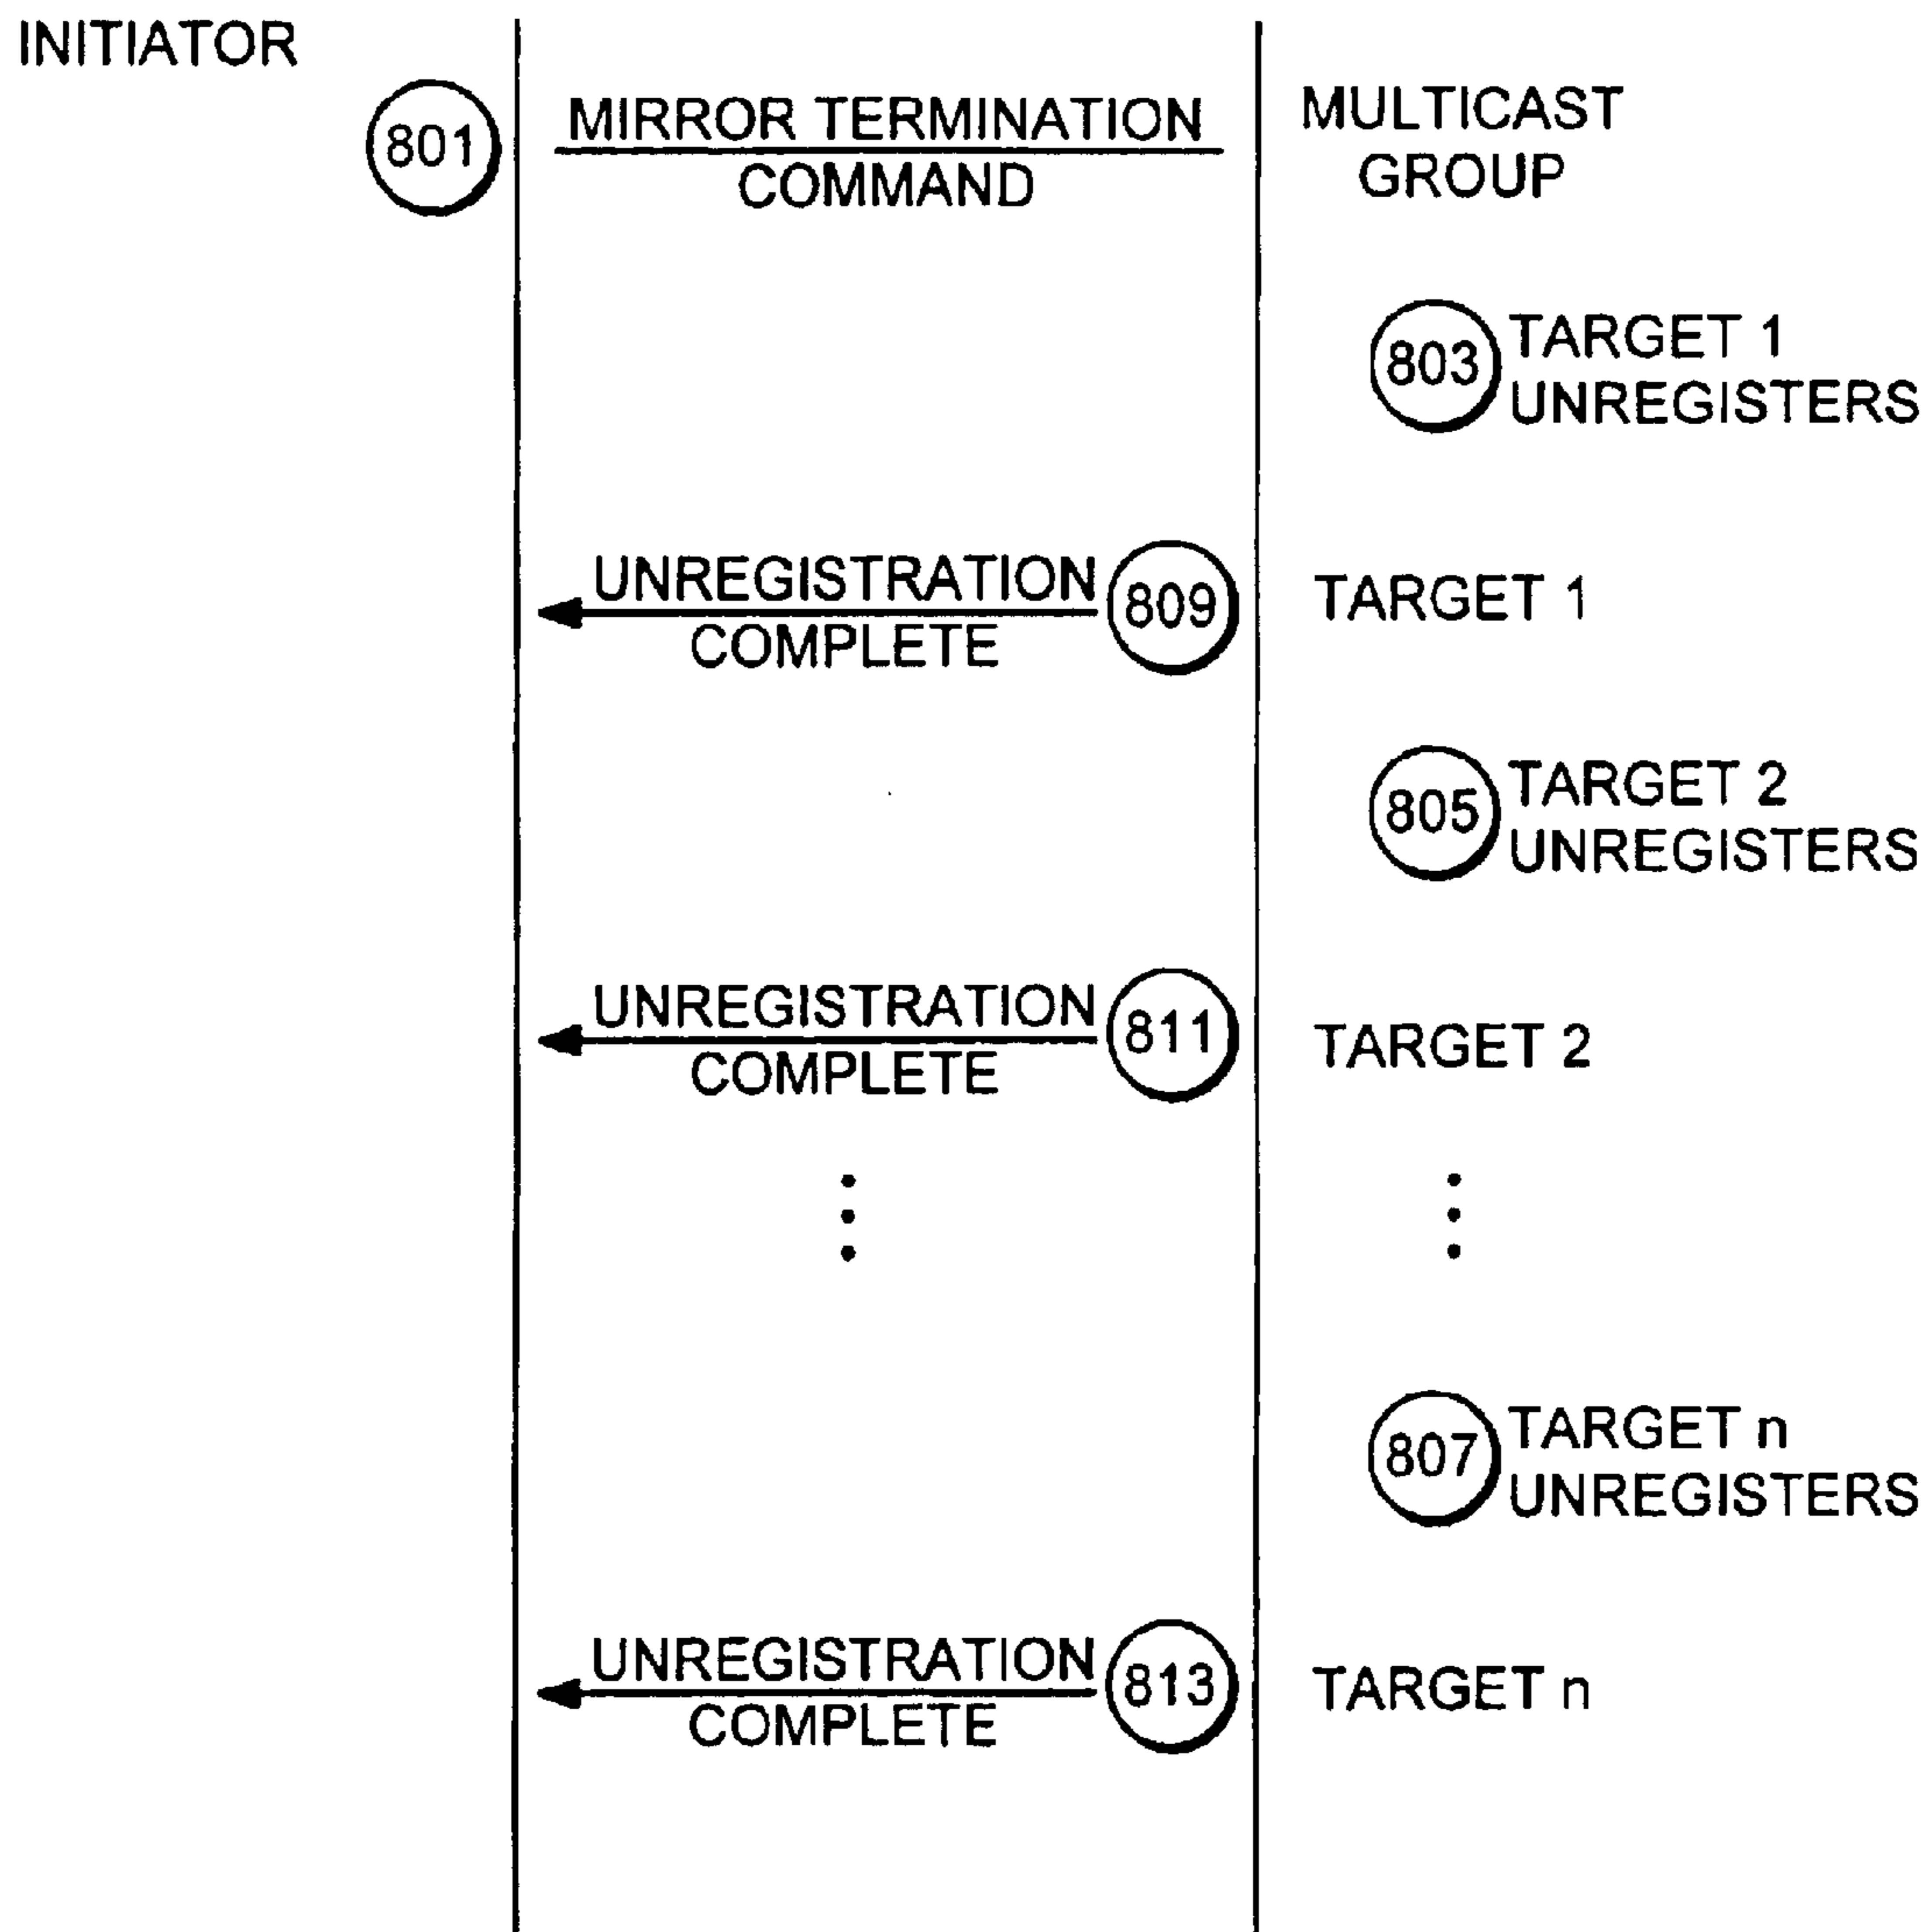 INITIATOR
801
MIRROR TERMINATION
COMMAND
MULTICAST
GROUP
803
TARGET 1
UNREGISTERS
UNREGISTRATION
COMPLETE
809
TARGET 1
805
TARGET 2
UNREGISTERS
UNREGISTRATION
COMPLETE
811
TARGET 2
807
TARGET n
UNREGISTERS
UNREGISTRATION
COMPLETE
813
TARGET n